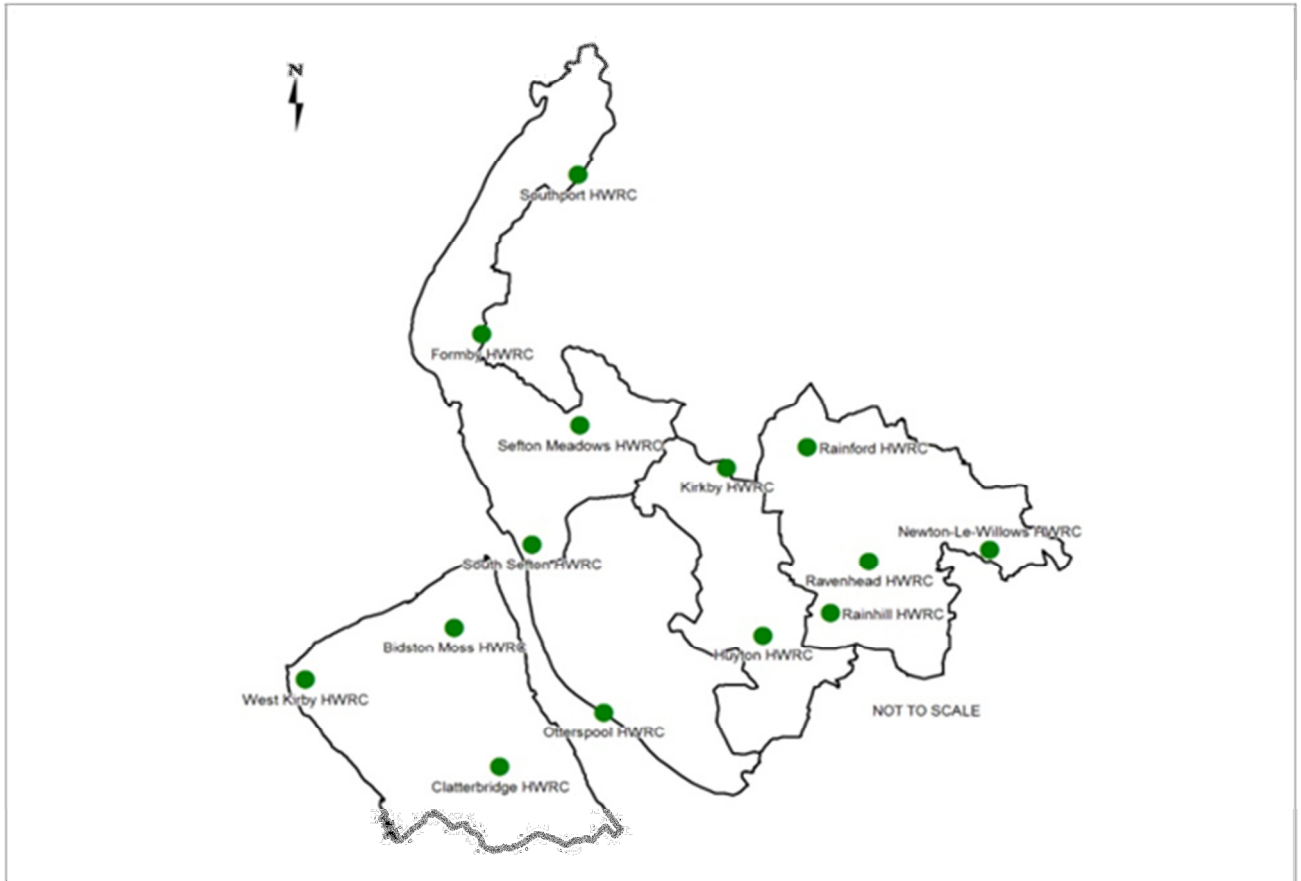 N
Southport HWRC
Formby HWRC
Sefton Meadows HWRC
Rainford HWRC
Kirkby HWRC
Newton-Le-Willows HWRC
South Sefton HWRC
Ravenhead HWRC
Rainhill HWRC
Bidston Moss HWRC
Huyton HWRC
West Kirby HWRC
NOT TO SCALE
Otterspool HWRC
Clatterbridge HWRC